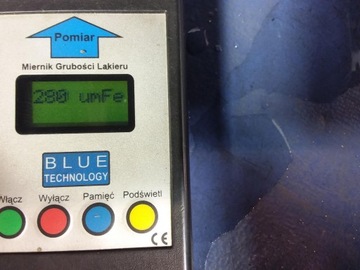 Pomiar
Miernik Grubości Lakieru
280 umFe
BLUE
TECHNOLOGY
Włącz Wyłącz Pamięć Podświetl
CE